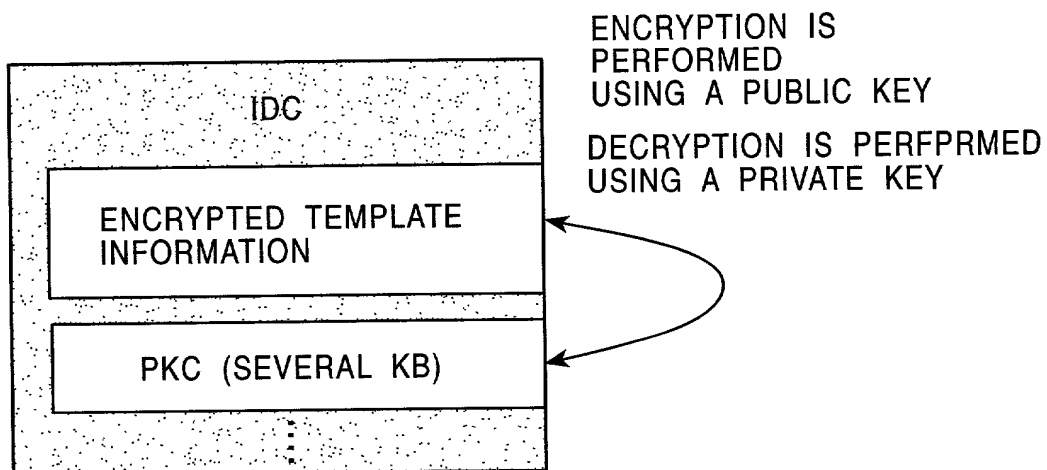 ENCRYPTION IS
PERFORMED
USING A PUBLIC KEY
DECRYPTION IS PERFPRMED
USING A PRIVATE KEY
IDC
ENCRYPTED TEMPLATE
INFORMATION
PKC (SEVERAL KB)